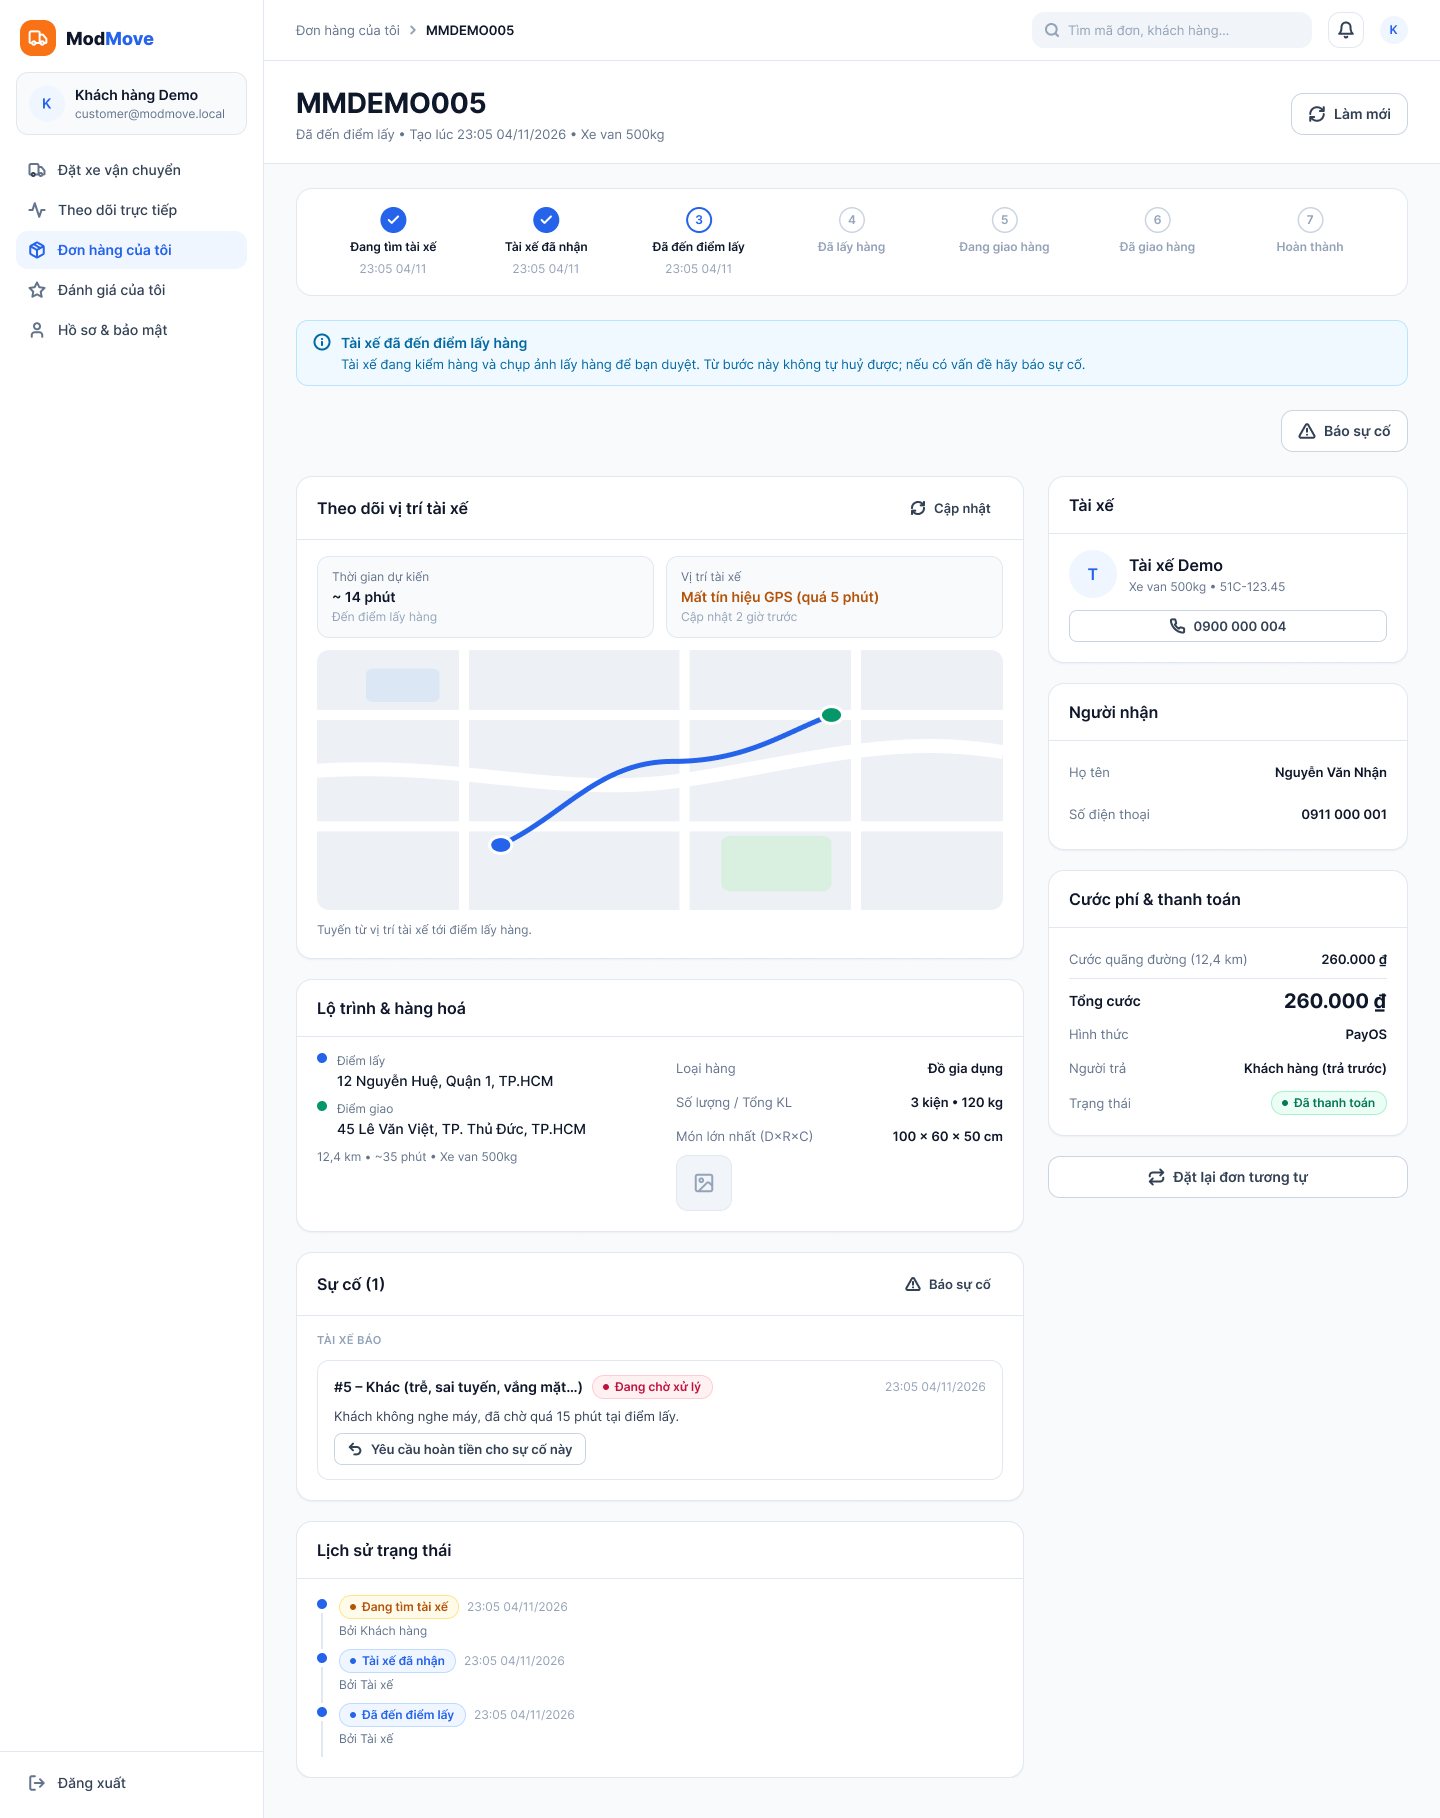 ModMove
Khách hàng Demo
K
customer@modmove.local
Đặt xe vận chuyển
Theo dõi trực tiếp
Đơn hàng của tôi
Đánh giá của tôi
Hồ sơ & bảo mật
Đăng xuất
Đơn hàng của tôi MMDEMO005
Tìm mã đơn, khách hàng...
K
MMDEMO005
Đã đến điểm lấy • Tạo lúc 23:05 04/11/2026 • Xe van 500kg
Làm mới
3 4 5 6 7
Đang tìm tài xế Tài xế đã nhận Đã đến điểm lấy Đã lấy hàng Đang giao hàng Đã giao hàng Hoàn thành
23:05 04/11 23:05 04/11 23:05 04/11
Tài xế đã đến điểm lấy hàng
Tài xế đang kiểm hàng và chụp ảnh lấy hàng để bạn duyệt. Từ bước này không tự huỷ được; nếu có vấn đề hãy báo sự cố.
Báo sự cố
Theo dõi vị trí tài xế
Cập nhật
Thời gian dự kiến
~ 14 phút
Đến điểm lấy hàng
Vị trí tài xế
Mất tín hiệu GPS (quá 5 phút)
Cập nhật 2 giờ trước
Tuyến từ vị trí tài xế tới điểm lấy hàng.
Lộ trình & hàng hoá
Điểm lấy
12 Nguyễn Huệ, Quận 1, TP.HCM
Điểm giao
45 Lê Văn Việt, TP. Thủ Đức, TP.HCM
12,4 km • ~35 phút • Xe van 500kg
Loại hàng Đồ gia dụng
Số lượng / Tổng KL 3 kiện • 120 kg
Món lớn nhất (D×R×C) 100 × 60 × 50 cm
Sự cố (1)
Báo sự cố
TÀI XẾ BÁO
#5 – Khác (trễ, sai tuyến, vắng mặt...) Đang chờ xử lý 23:05 04/11/2026
Khách không nghe máy, đã chờ quá 15 phút tại điểm lấy.
Yêu cầu hoàn tiền cho sự cố này
Lịch sử trạng thái
Đang tìm tài xế 23:05 04/11/2026
Bởi Khách hàng
Tài xế đã nhận 23:05 04/11/2026
Bởi Tài xế
Đã đến điểm lấy 23:05 04/11/2026
Bởi Tài xế
Tài xế
T
Tài xế Demo
Xe van 500kg • 51C-123.45
0900 000 004
Người nhận
Họ tên Nguyễn Văn Nhận
Số điện thoại 0911 000 001
Cước phí & thanh toán
Cước quãng đường (12,4 km) 260.000 ₫
Tổng cước 260.000 ₫
Hình thức PayOS
Người trả Khách hàng (trả trước)
Trạng thái Đã thanh toán
Đặt lại đơn tương tự